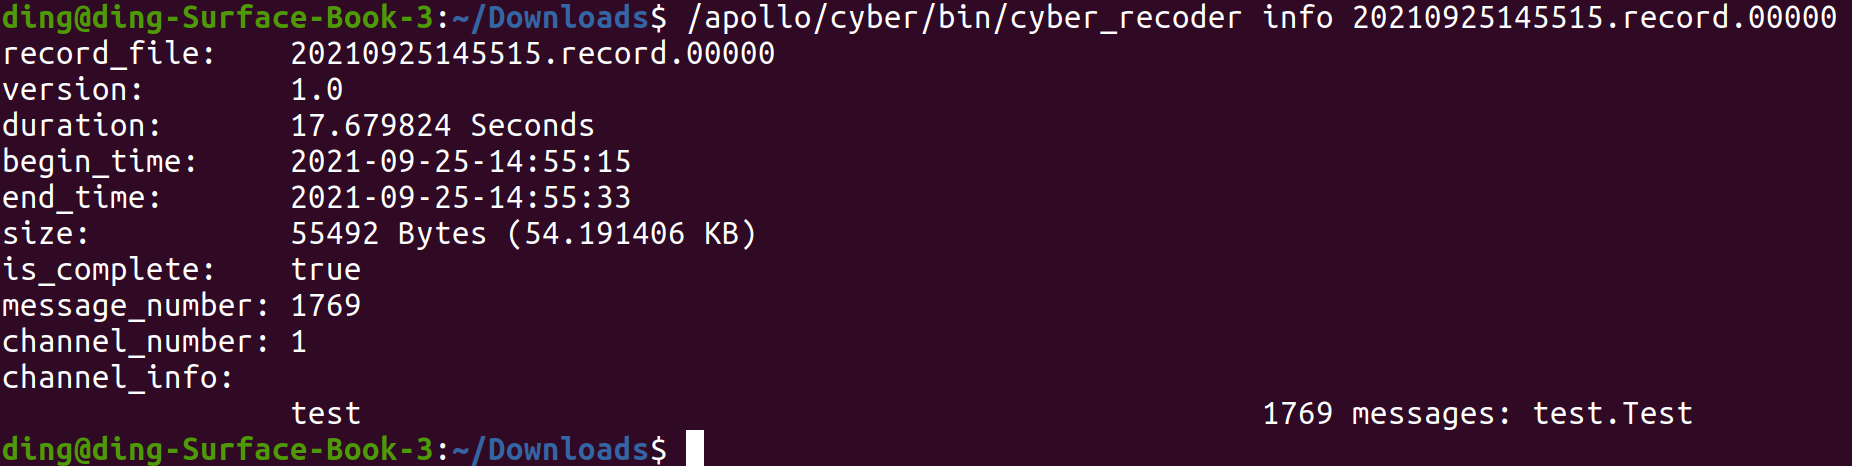 ding@ding-Surface-Book-3:~/Downloads$ /apollo/cyber/bin/cyber_recoder info 20210925145515.record.00000
record_file:    20210925145515.record.00000
version:        1.0
duration:       17.679824 Seconds
begin_time:     2021-09-25-14:55:15
end_time:       2021-09-25-14:55:33
size:           55492 Bytes (54.191406 KB)
is_complete:    true
message_number: 1769
channel_number: 1
channel_info:
                test                                                  1769 messages: test.Test
ding@ding-Surface-Book-3:~/Downloads$